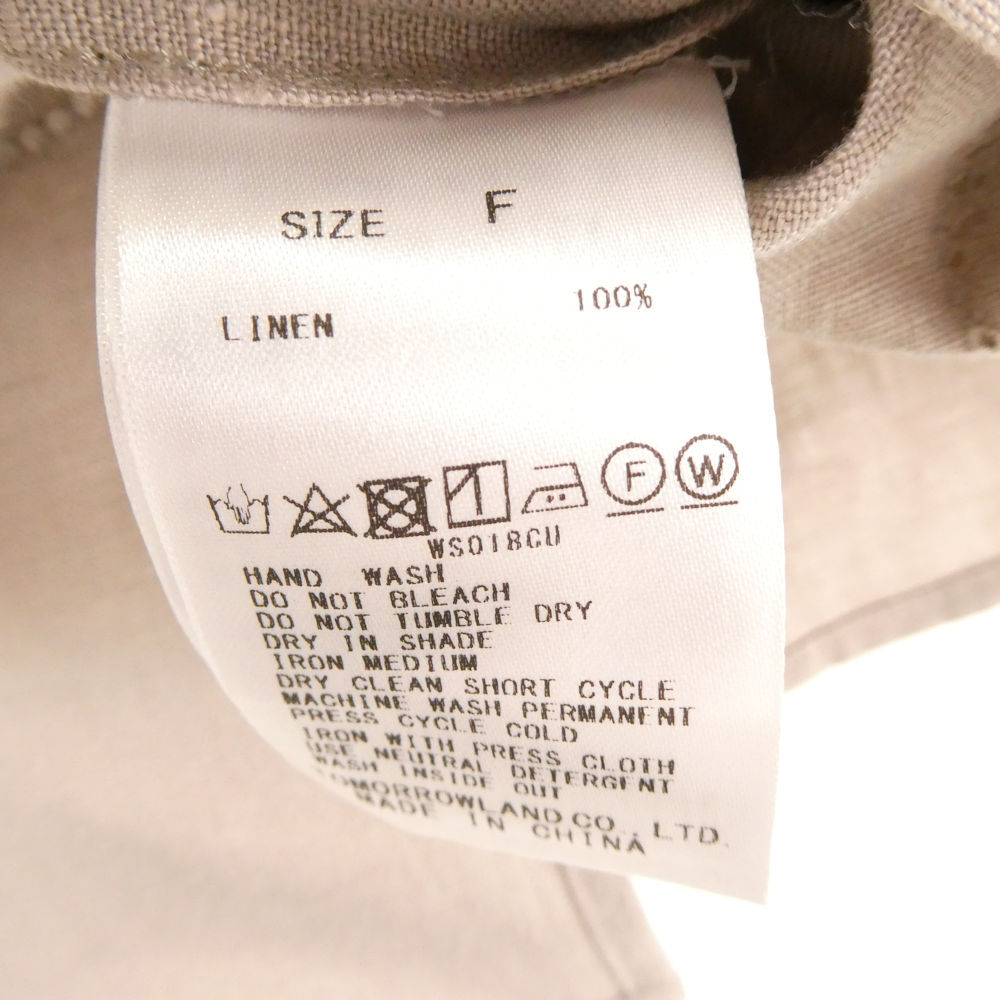 SIZE F
LINEN 100%
F W
WS018CU
HAND WASH
DO NOT BLEACH
DO NOT TUMBLE DRY
DRY IN SHADE
IRON MEDIUM
DRY CLEAN SHORT CYCLE
MACHINE WASH PERMANENT
PRESS CYCLE COLD
IRON WITH PRESS CLOTH
USE NEUTRAL DETERGENT
WASH INSIDE OUT
TOMORROWLAND CO., LTD.
MADE IN CHINA